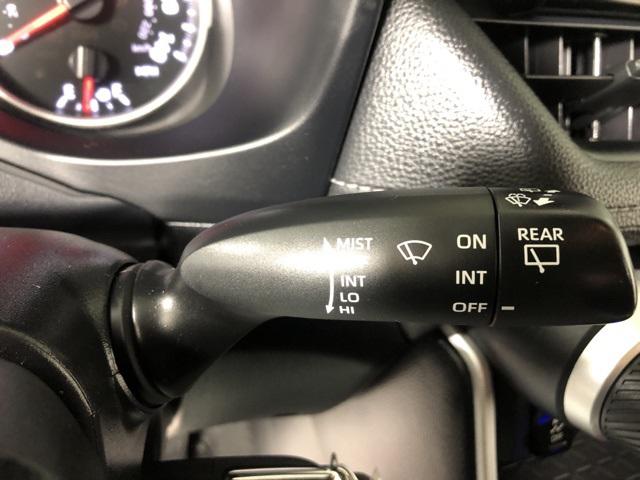 MIST
INT
LO
HI
ON
INT
OFF
REAR